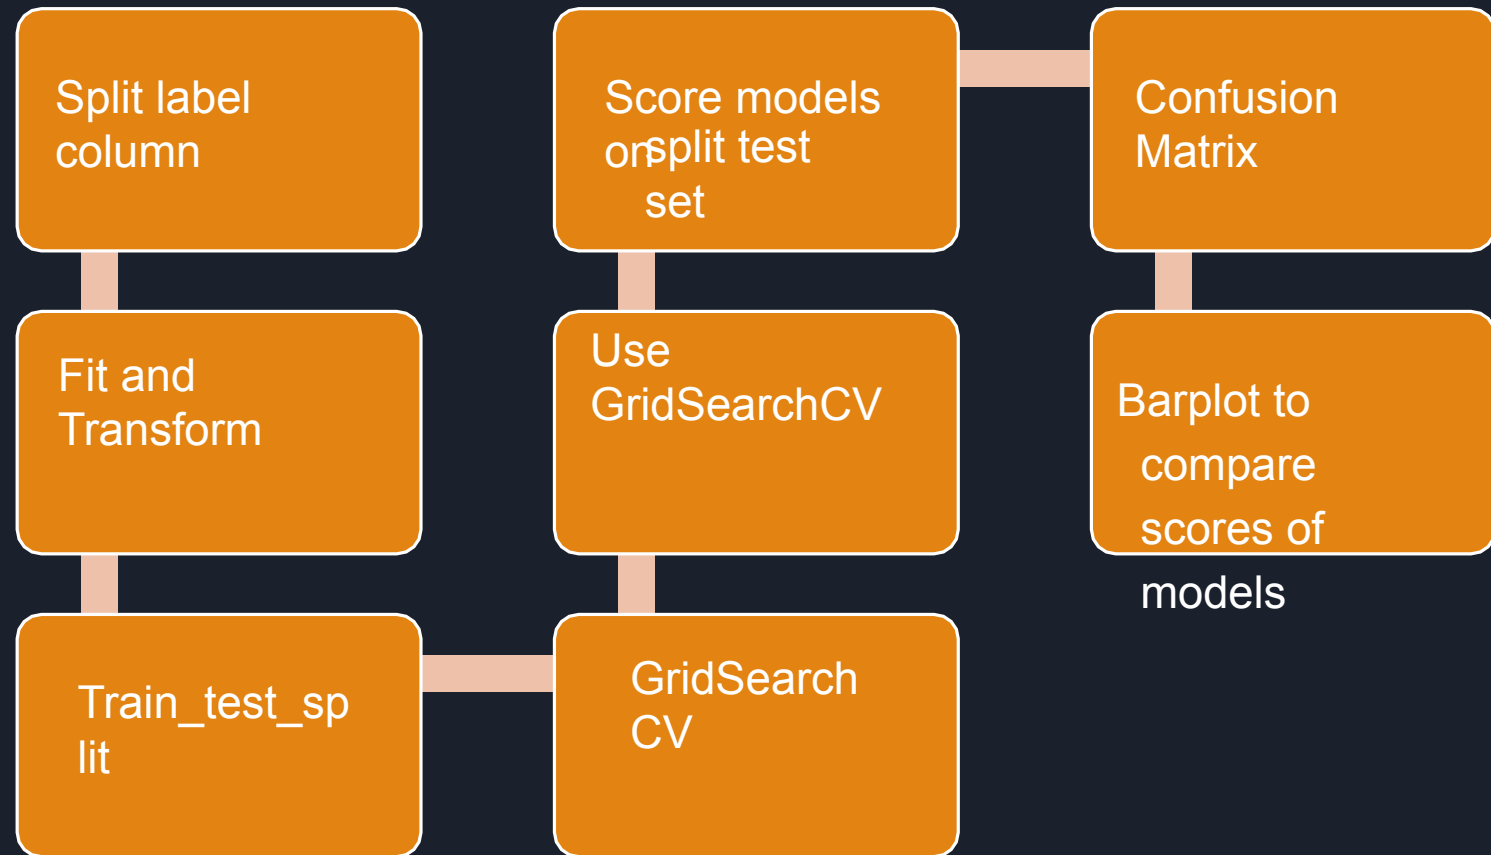 Split label
column
Fit and
Transform
Train_test_sp
lit
GridSearch
CV
Use
GridSearchCV
Score models
on
split test
set
Confusion
Matrix
Barplot to
compare
scores of
models